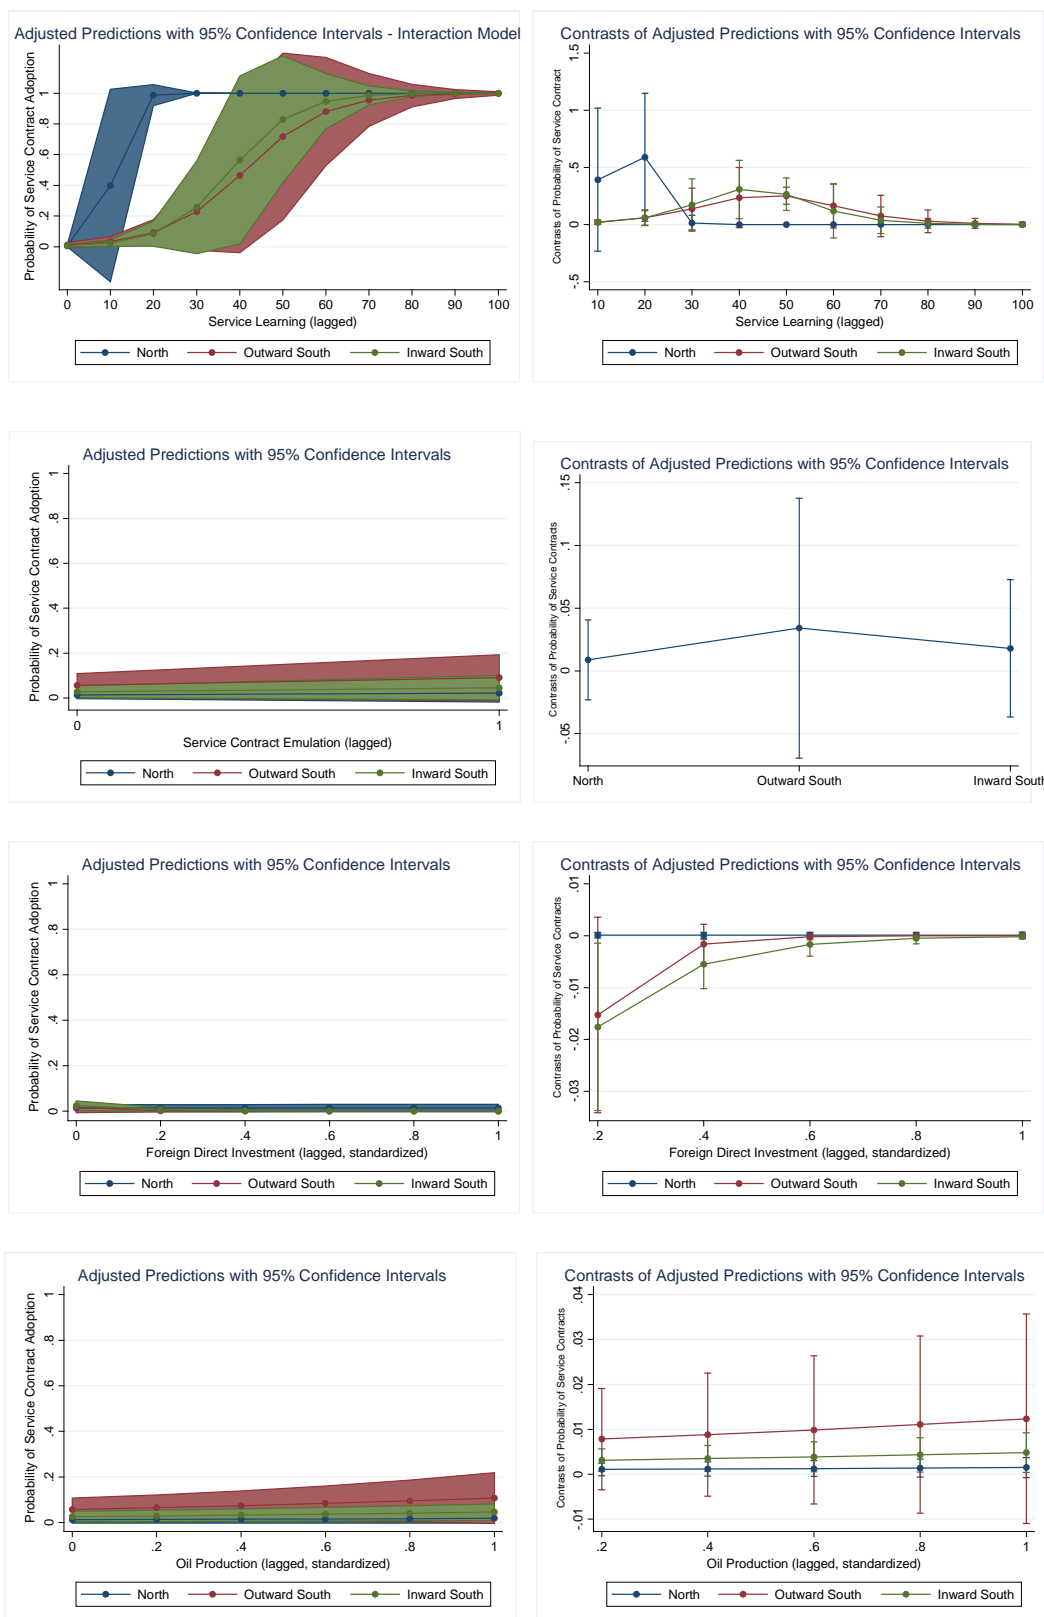 Adjusted Predictions with 95% Confidence Intervals - Interaction Model
Probability of Service Contract Adoption
0 .2 .4 .6 .8 1
0 10 20 30 40 50 60 70 80 90 100
Service Learning (lagged)
North Outward South Inward South
Contrasts of Adjusted Predictions with 95% Confidence Intervals
Contrasts of Probability of Service Contract
-.5 0 .5 1 1.5
10 20 30 40 50 60 70 80 90 100
Service Learning (lagged)
North Outward South Inward South
Adjusted Predictions with 95% Confidence Intervals
Probability of Service Contract Adoption
0 .2 .4 .6 .8 1
0 1
Service Contract Emulation (lagged)
North Outward South Inward South
Contrasts of Adjusted Predictions with 95% Confidence Intervals
Contrasts of Probability of Service Contracts
-.05 0 .05 .1 .15
North Outward South Inward South
Adjusted Predictions with 95% Confidence Intervals
Probability of Service Contract Adoption
0 .2 .4 .6 .8 1
0 .2 .4 .6 .8 1
Foreign Direct Investment (lagged, standardized)
North Outward South Inward South
Contrasts of Adjusted Predictions with 95% Confidence Intervals
Contrasts of Probability of Service Contracts
-.03 -.02 -.01 0 .01
.2 .4 .6 .8 1
Foreign Direct Investment (lagged, standardized)
North Outward South Inward South
Adjusted Predictions with 95% Confidence Intervals
Probability of Service Contract Adoption
0 .2 .4 .6 .8 1
0 .2 .4 .6 .8 1
Oil Production (lagged, standardized)
North Outward South Inward South
Contrasts of Adjusted Predictions with 95% Confidence Intervals
Contrasts of Probability of Service Contracts
-.01 0 .01 .02 .03 .04
.2 .4 .6 .8 1
Oil Production (lagged, standardized)
North Outward South Inward South